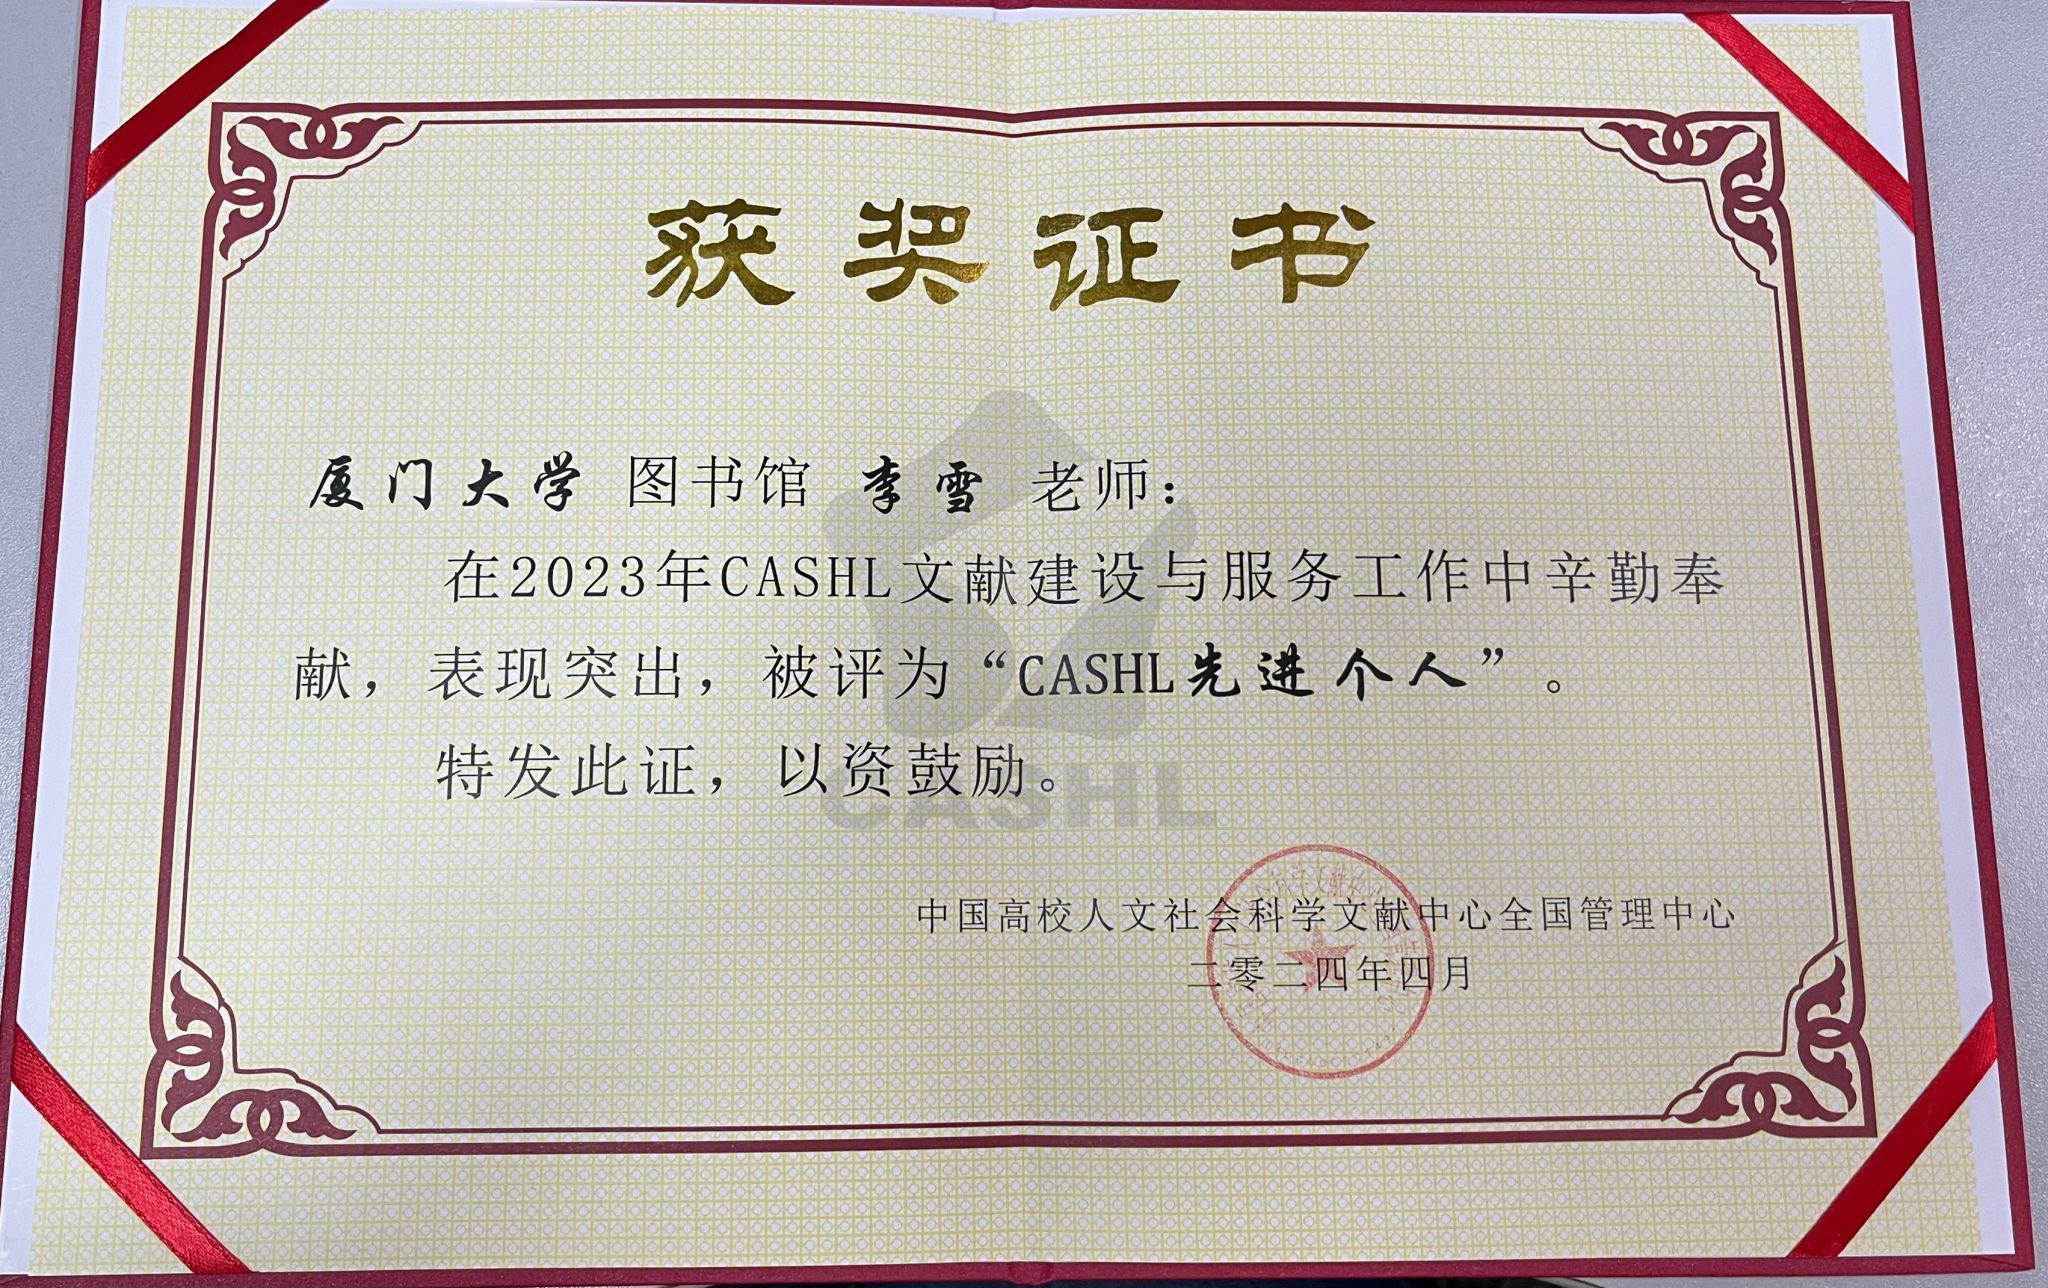 获奖证书
厦门大学 图书馆 李雪 老师：
在2023年CASHL文献建设与服务工作中辛勤奉
献，表现突出，被评为“CASHL先进个人”。
特发此证，以资鼓励。
CASHL
中国高校人文社会科学文献中心全国管理中心
二零二四年四月